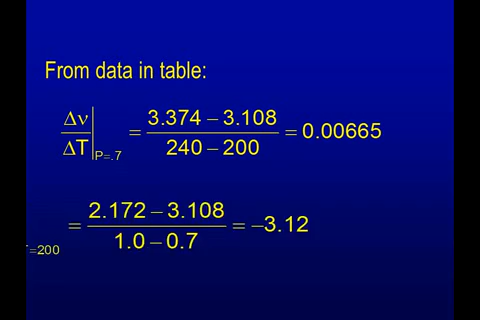 From data in table:
Δν/ΔT|P=.7 = (3.374 – 3.108)/(240 – 200) = 0.00665
T=200 = (2.172 – 3.108)/(1.0 – 0.7) = –3.12